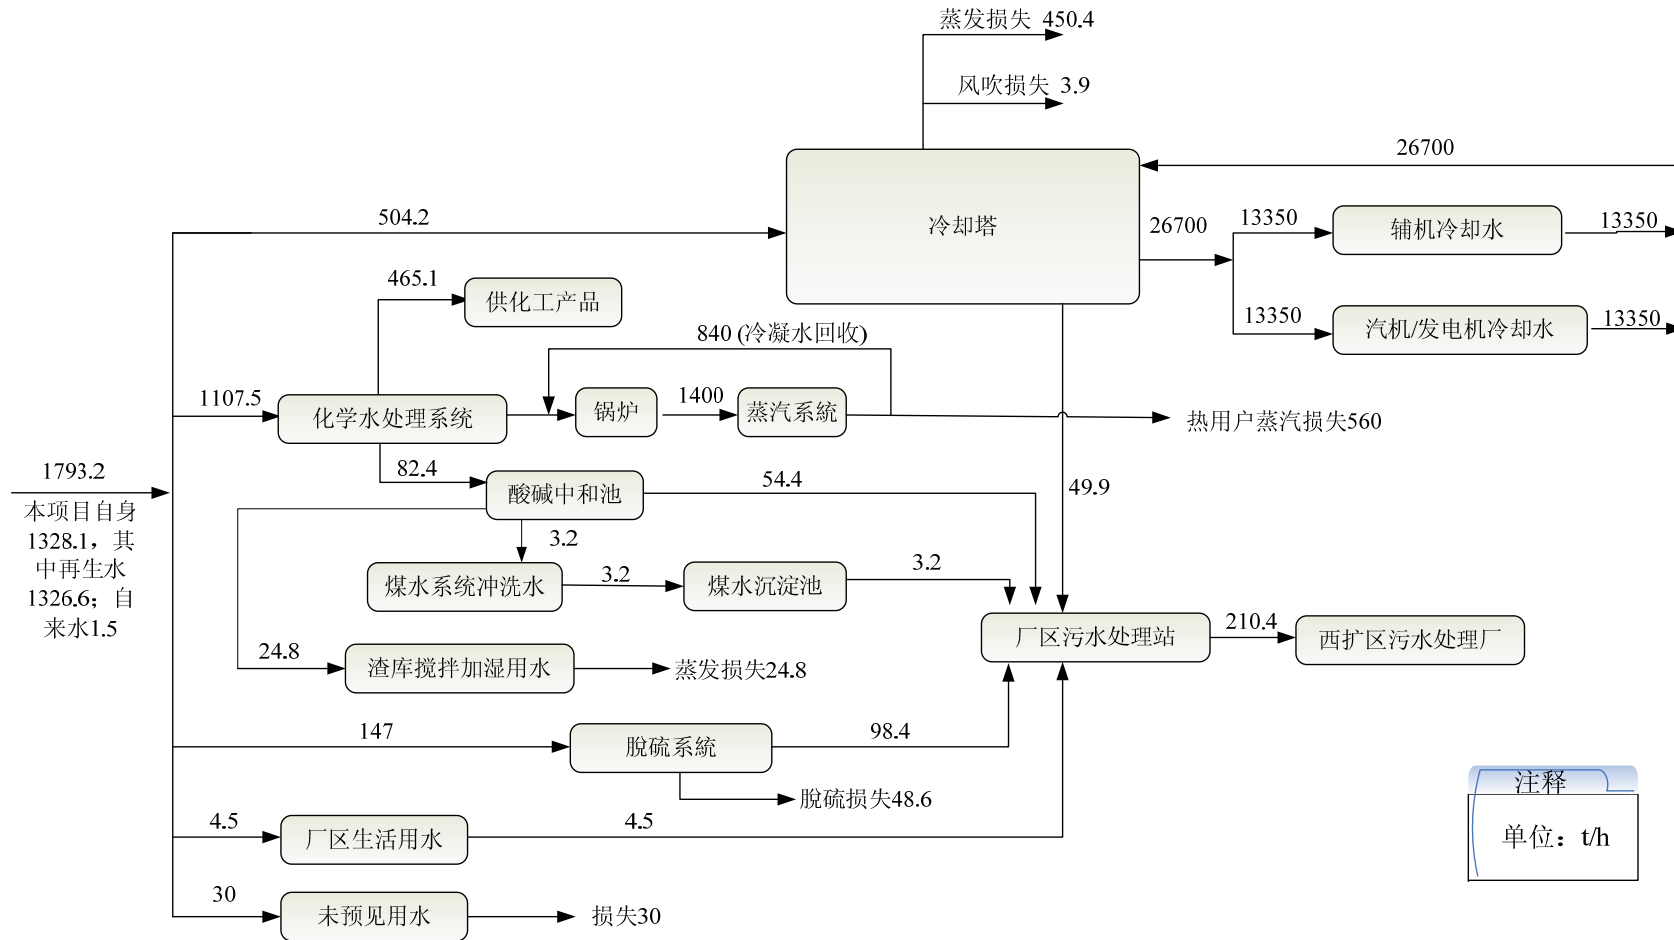 蒸发损失 450.4
风吹损失 3.9
26700
504.2
冷却塔
26700
13350
辅机冷却水
13350
465.1
供化工产品
13350
汽机/发电机冷却水
13350
840 (冷凝水回收)
1107.5
化学水处理系统
锅炉
1400
蒸汽系統
热用户蒸汽损失560
1793.2
本项目自身
1328.1，其
中再生水
1326.6；自
来水1.5
82.4
酸碱中和池
54.4
49.9
3.2
煤水系统冲洗水
3.2
煤水沉淀池
3.2
厂区污水处理站
210.4
西扩区污水处理厂
24.8
渣库搅拌加湿用水
蒸发损失24.8
147
脫硫系統
98.4
脫硫损失48.6
4.5
厂区生活用水
4.5
30
未预见用水
损失30
注释
单位：t/h